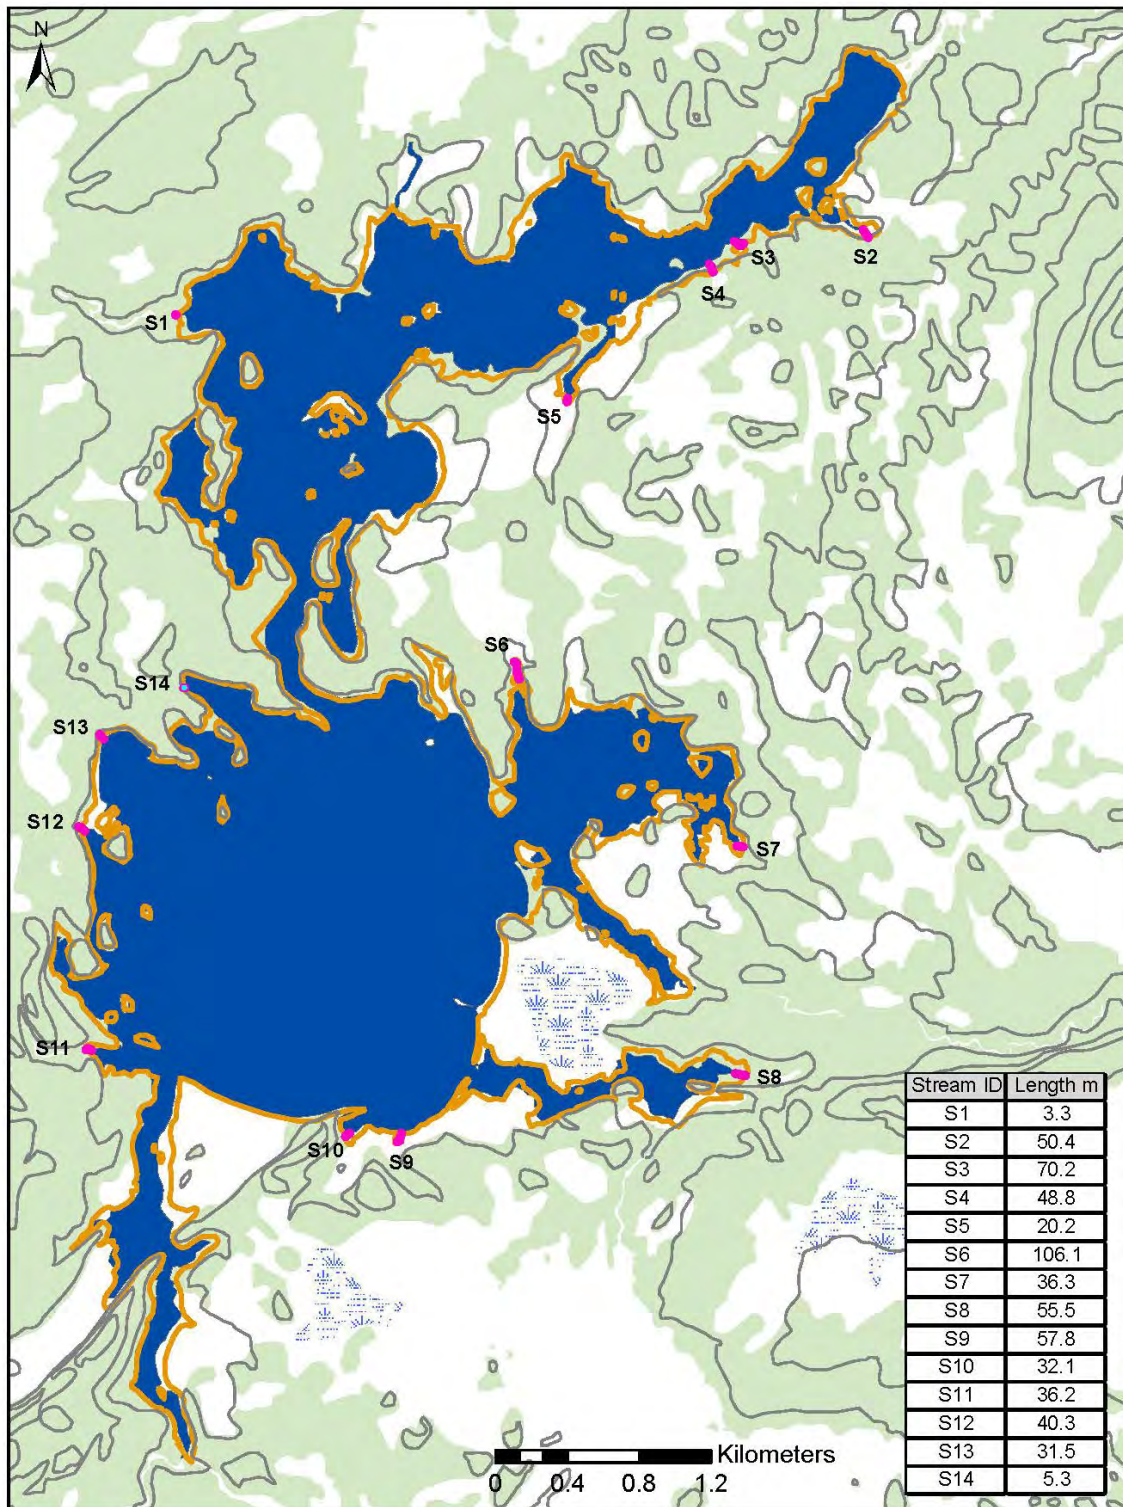 N
S1
S2
S3
S4
S5
S6
S14
S13
S12
S7
S11
S8
S10
S9
Stream ID Length m
S1 3.3
S2 50.4
S3 70.2
S4 48.8
S5 20.2
S6 106.1
S7 36.3
S8 55.5
S9 57.8
S10 32.1
S11 36.2
S12 40.3
S13 31.5
S14 5.3
Kilometers
0 0.4 1.2